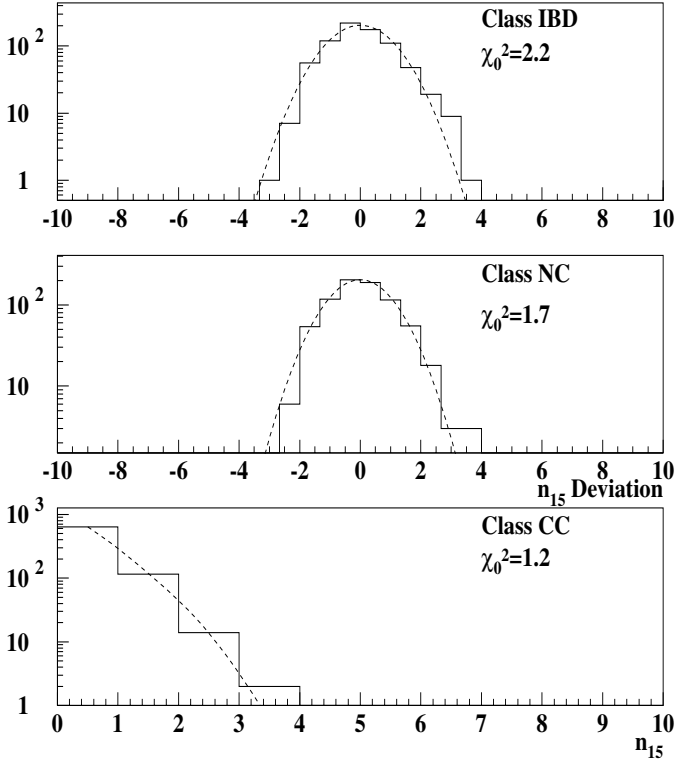 Class IBD
χ₀²=2.2
10²
10
1
-10 -8 -6 -4 -2 0 2 4 6 8 10
Class NC
χ₀²=1.7
10²
10
-10 -8 -6 -4 -2 0 2 4 6 8 10
n₁₅ Deviation
Class CC
χ₀²=1.2
10³
10²
10
1
0 1 2 3 4 5 6 7 8 9 10
n₁₅